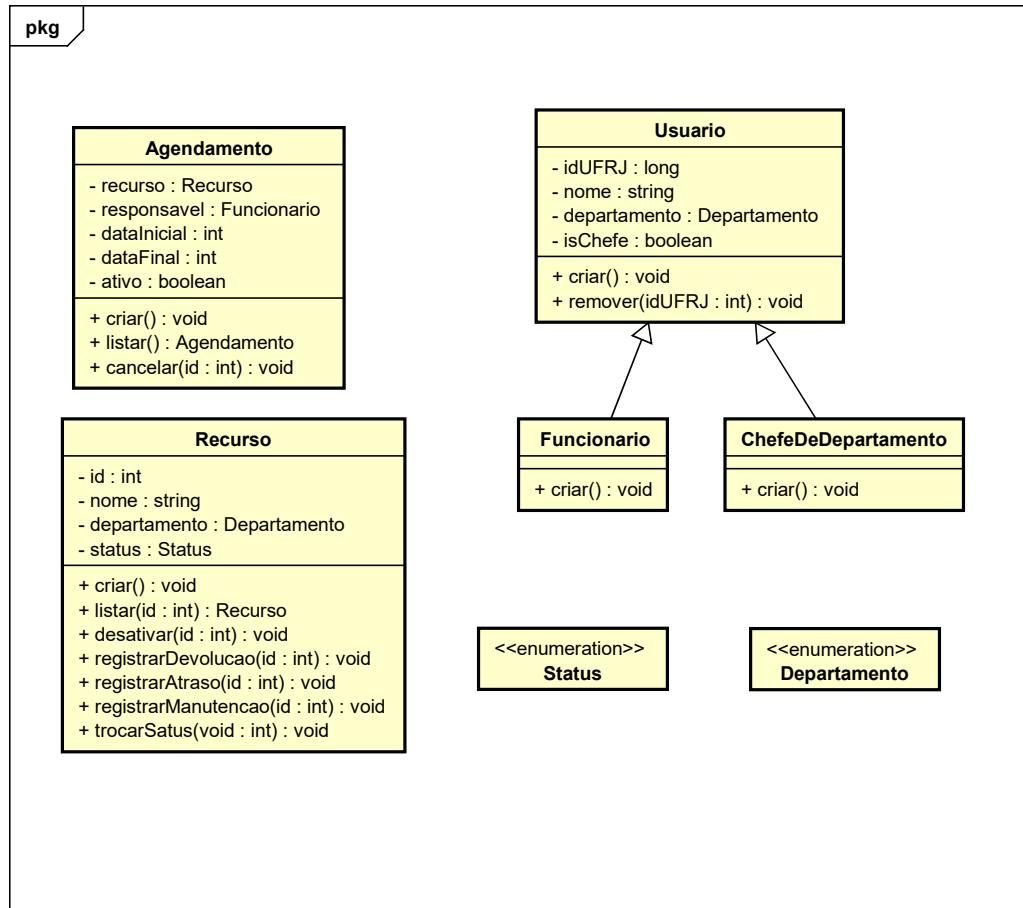 pkg
Agendamento
- recurso : Recurso
- responsavel : Funcionario
- dataInicial : int
- dataFinal : int
- ativo : boolean
+ criar() : void
+ listar() : Agendamento
+ cancelar(id : int) : void
Usuario
- idUFRJ : long
- nome : string
- departamento : Departamento
- isChefe : boolean
+ criar() : void
+ remover(idUFRJ : int) : void
Recurso
- id : int
- nome : string
- departamento : Departamento
- status : Status
+ criar() : void
+ listar(id : int) : Recurso
+ desativar(id : int) : void
+ registrarDevolucao(id : int) : void
+ registrarAtraso(id : int) : void
+ registrarManutencao(id : int) : void
+ trocarSatus(void : int) : void
Funcionario
+ criar() : void
ChefeDeDepartamento
+ criar() : void
<<enumeration>>
Status
<<enumeration>>
Departamento